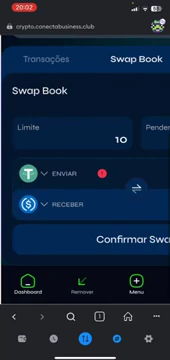 20:02
crypto.conectabusiness.club
Transações
Swap Book
Swap Book
Limite
Pender
10
ENVIAR
RECEBER
Confirmar Swa
Dashboard
Remover
Menu
1